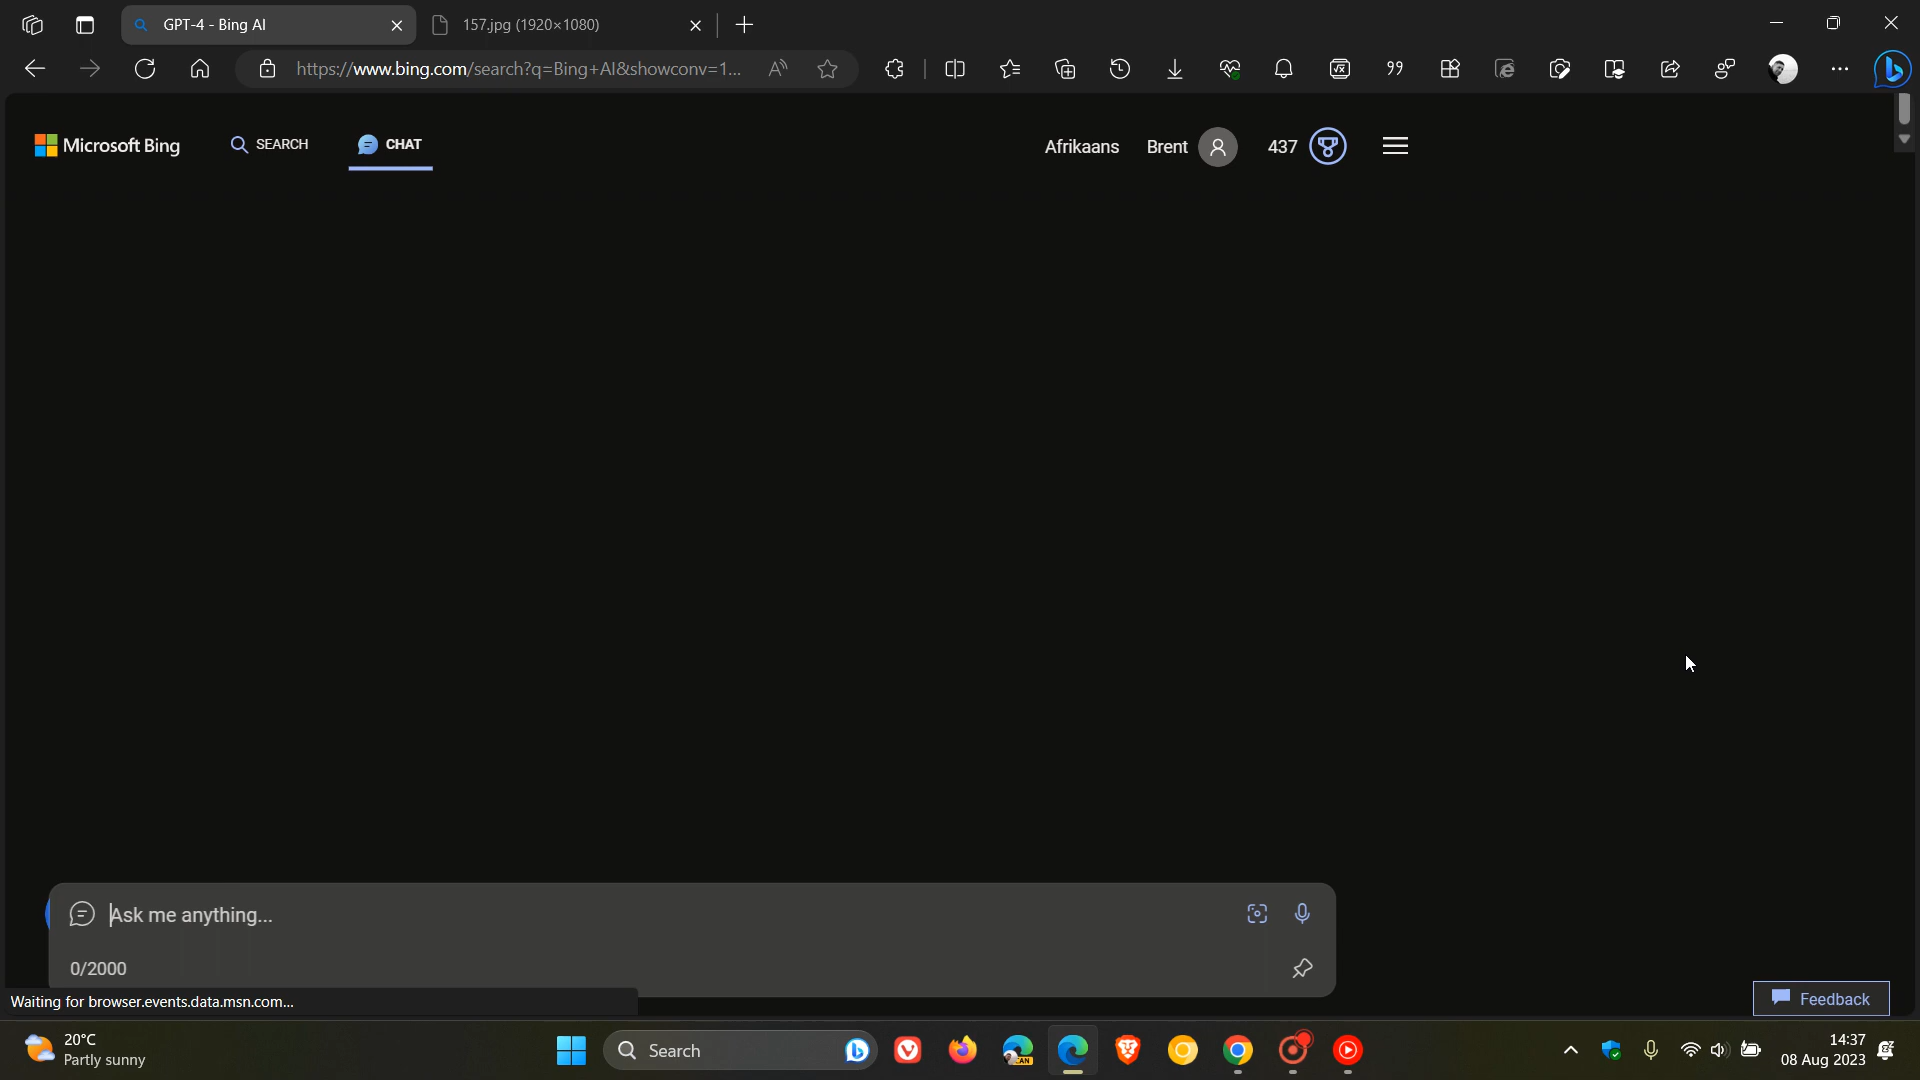 GPT-4 - Bing AI
157.jpg (1920×1080)
https://www.bing.com/search?q=Bing+AI&showconv=1...
Microsoft Bing
SEARCH
CHAT
Afrikaans
Brent
437
Ask me anything...
0/2000
Waiting for browser.events.data.msn.com...
Feedback
20°C
Partly sunny
Search
CAN
14:37
08 Aug 2023